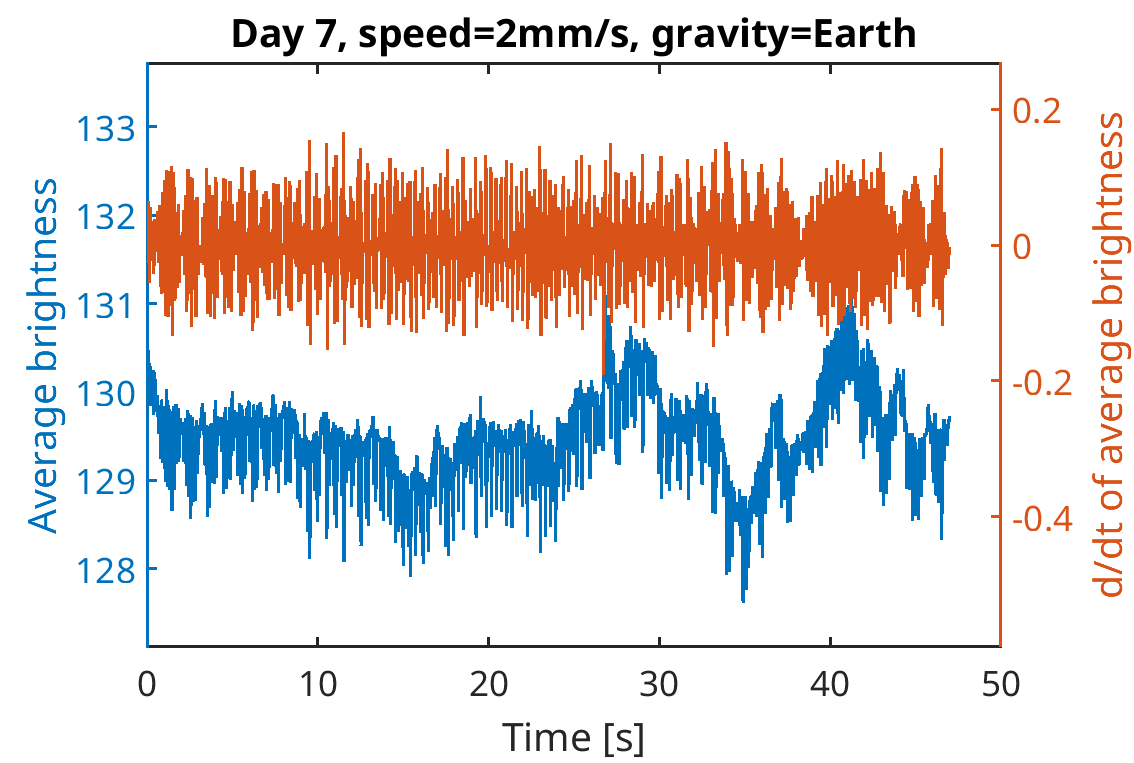 Day 7, speed=2mm/s, gravity=Earth
Average brightness
133
132
131
130
129
128
0.2
0
-0.2
-0.4
d/dt of average brightness
0 10 20 30 40 50
Time [s]